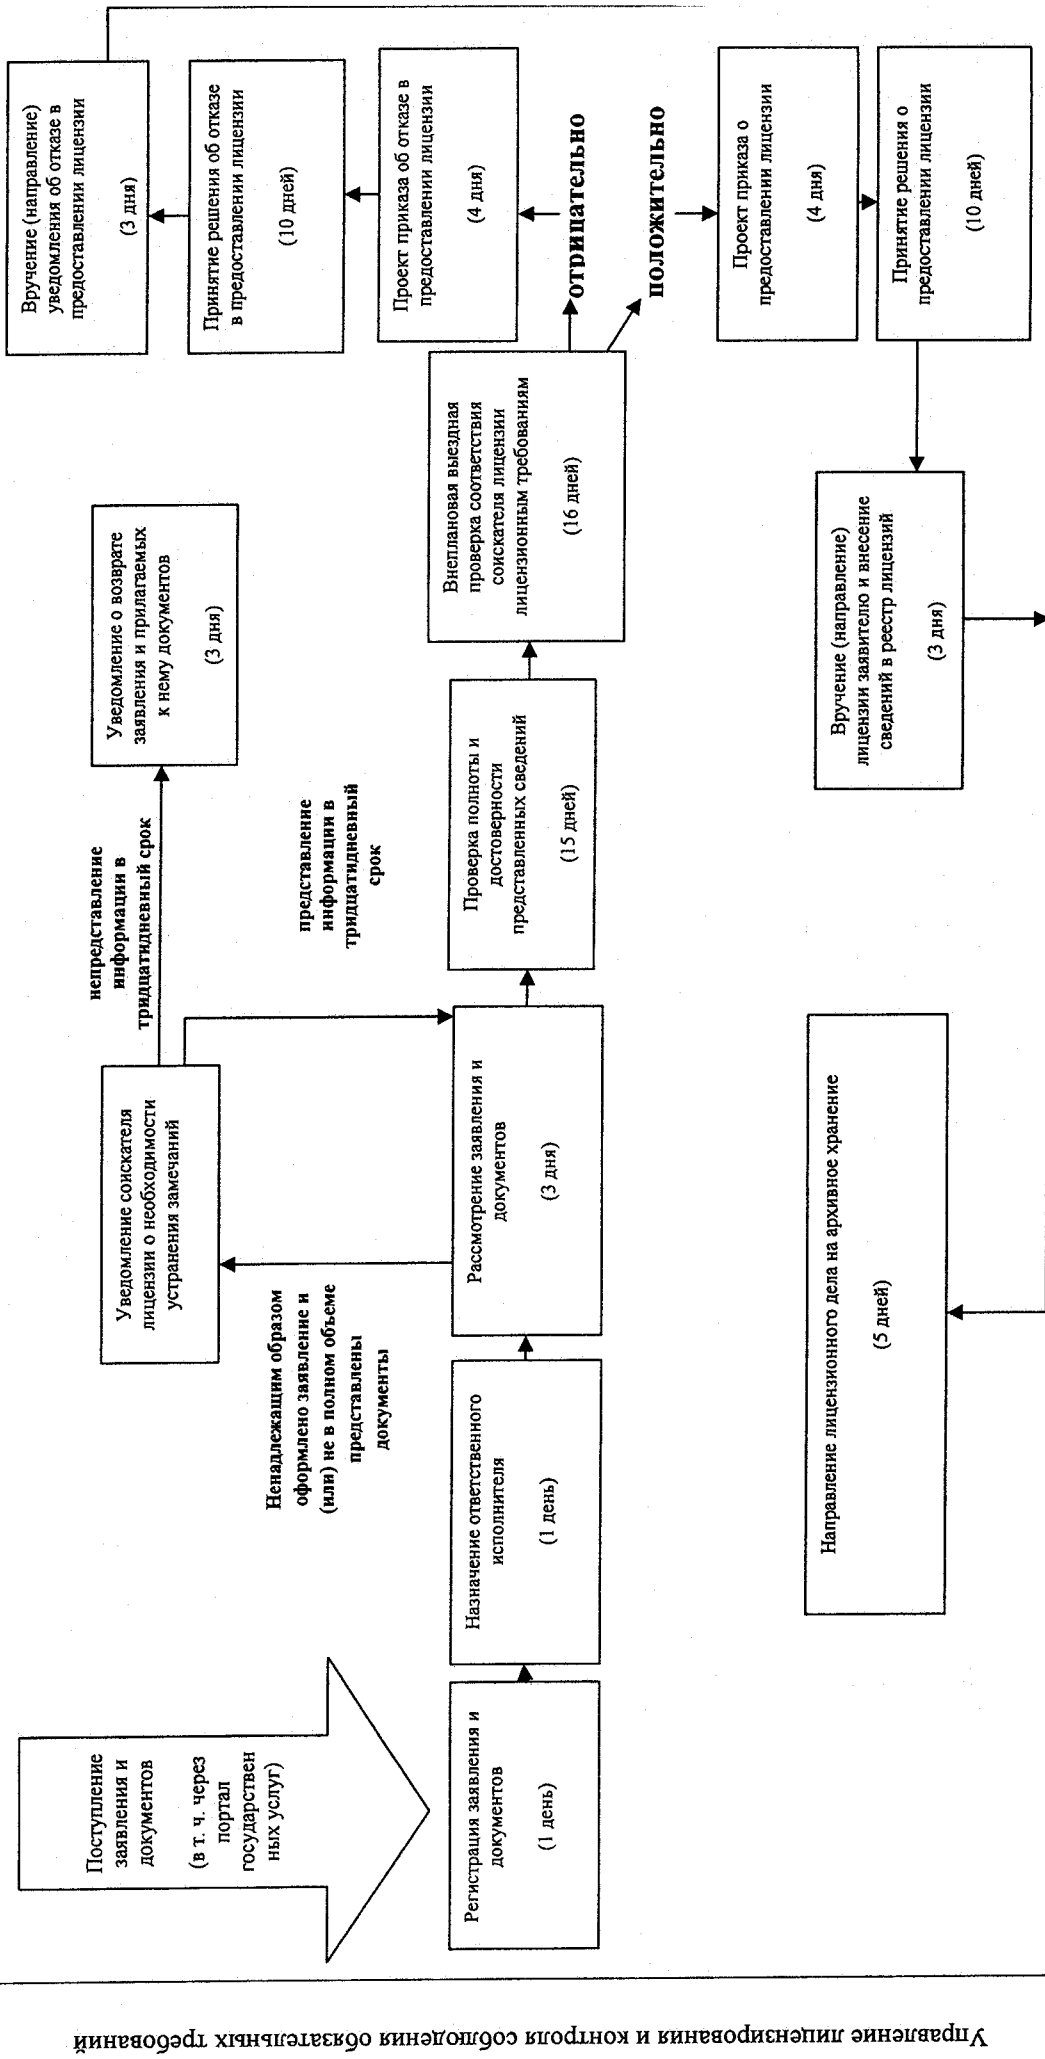 Управление лицензирования и контроля соблюдения обязательных требований
Поступление
заявления и
документов
(в т. ч. через
портал
государствен
ных услуг)
Регистрация заявления и
документов
(1 день)
Назначение ответственного
исполнителя
(1 день)
Рассмотрение заявления и
документов
(3 дня)
Ненадлежащим образом
оформлено заявление и
(или) не в полном объеме
представлены
документы
Уведомление соискателя
лицензии о необходимости
устранения замечаний
непредставление
информации в
тридцатидневный срок
Уведомление о возврате
заявления и прилагаемых
к нему документов
(3 дня)
представление
информации в
тридцатидневный
срок
Проверка полноты и
достоверности
представленных сведений
(15 дней)
Внеплановая выездная
проверка соответствия
соискателя лицензии
лицензионным требованиям
(16 дней)
отрицательно
положительно
Проект приказа об отказе в
предоставлении лицензии
(4 дня)
Принятие решения об отказе
в предоставлении лицензии
(10 дней)
Вручение (направление)
уведомления об отказе в
предоставлении лицензии
(3 дня)
Проект приказа о
предоставлении лицензии
(4 дня)
Принятие решения о
предоставлении лицензии
(10 дней)
Вручение (направление)
лицензии заявителю и внесение
сведений в реестр лицензий
(3 дня)
Направление лицензионного дела на архивное хранение
(5 дней)